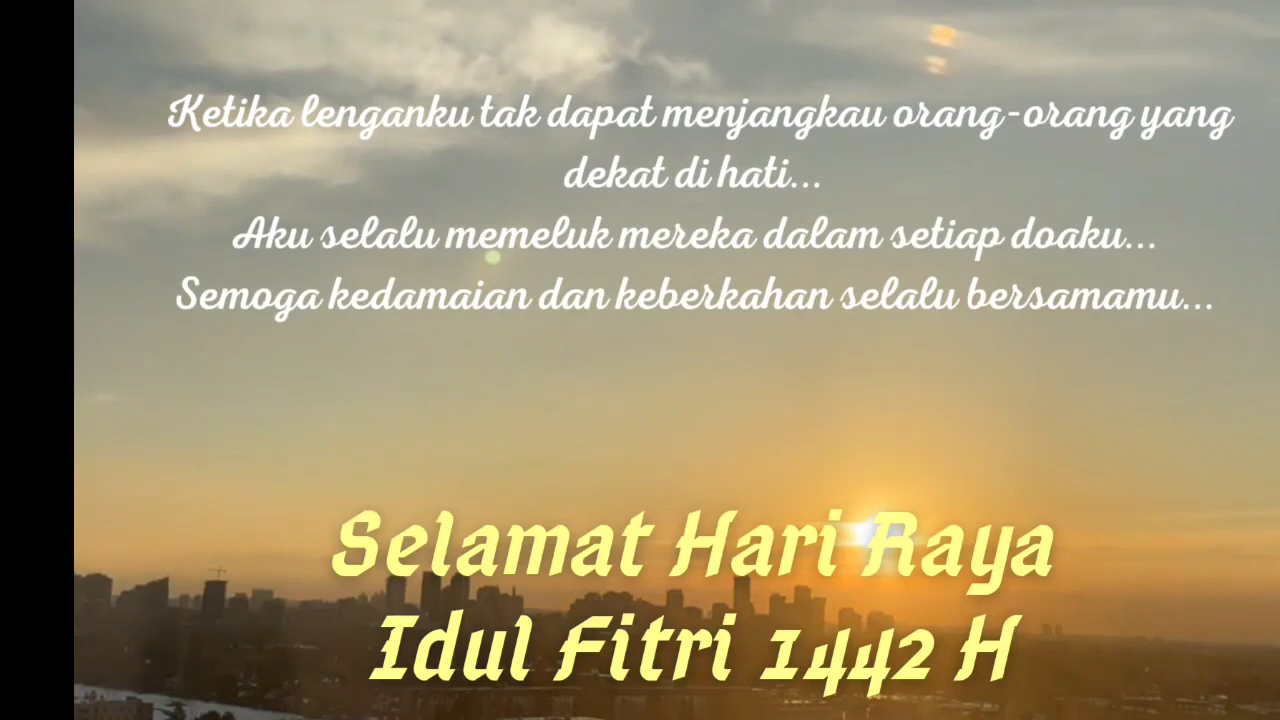 Ketika lenganku tak dapat menjangkau orang-orang yang
dekat di hati...
Aku selalu memeluk mereka dalam setiap doaku...
Semoga kedamaian dan keberkahan selalu bersamamu...
Selamat Hari Raya
Idul Fitri 1442 H